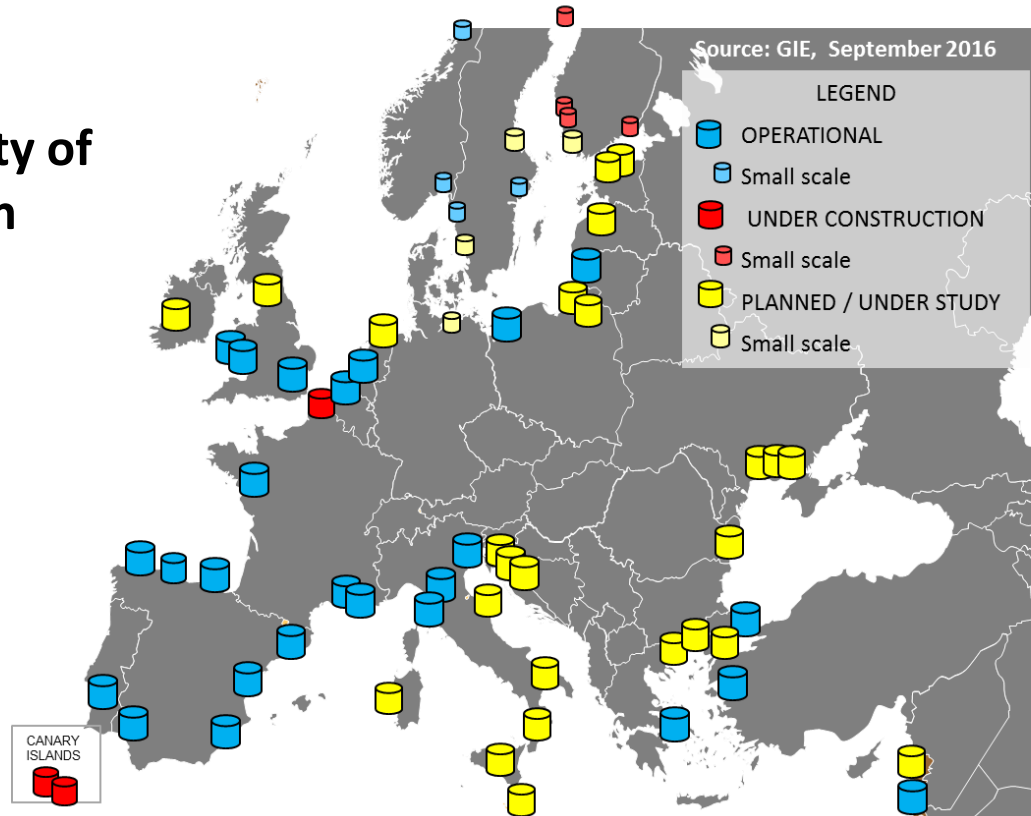 ty of
n
Source: GIE, September 2016
LEGEND
OPERATIONAL
Small scale
UNDER CONSTRUCTION
Small scale
PLANNED / UNDER STUDY
Small scale
CANARY
ISLANDS